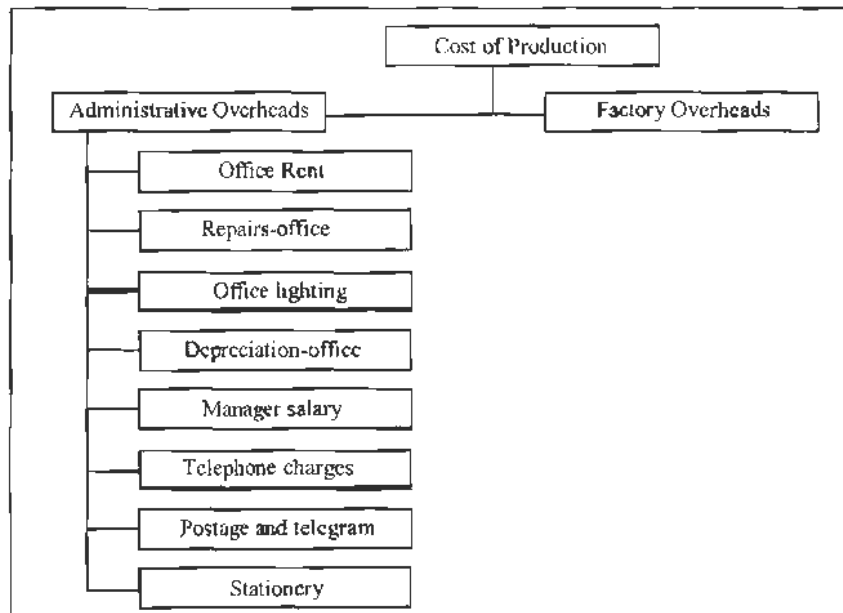 Cost of Production
Administrative Overheads
Factory Overheads
Office Rent
Repairs-office
Office lighting
Depreciation-office
Manager salary
Telephone charges
Postage and telegram
Stationery